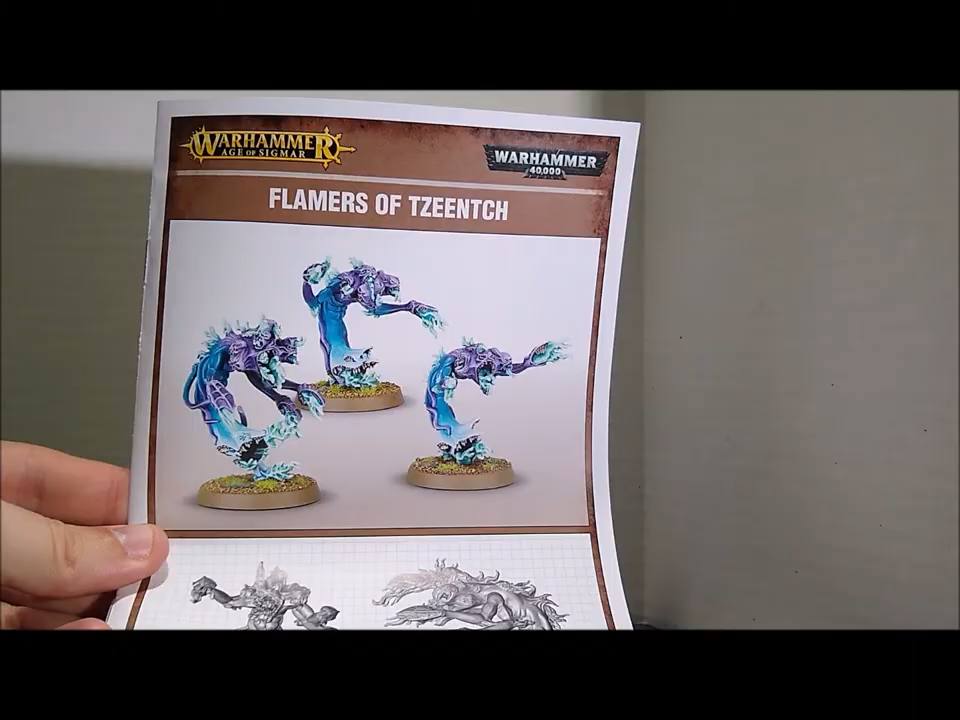 WARHAMMER
AGE OF SIGMAR
WARHAMMER
40,000
FLAMERS OF TZEENTCH